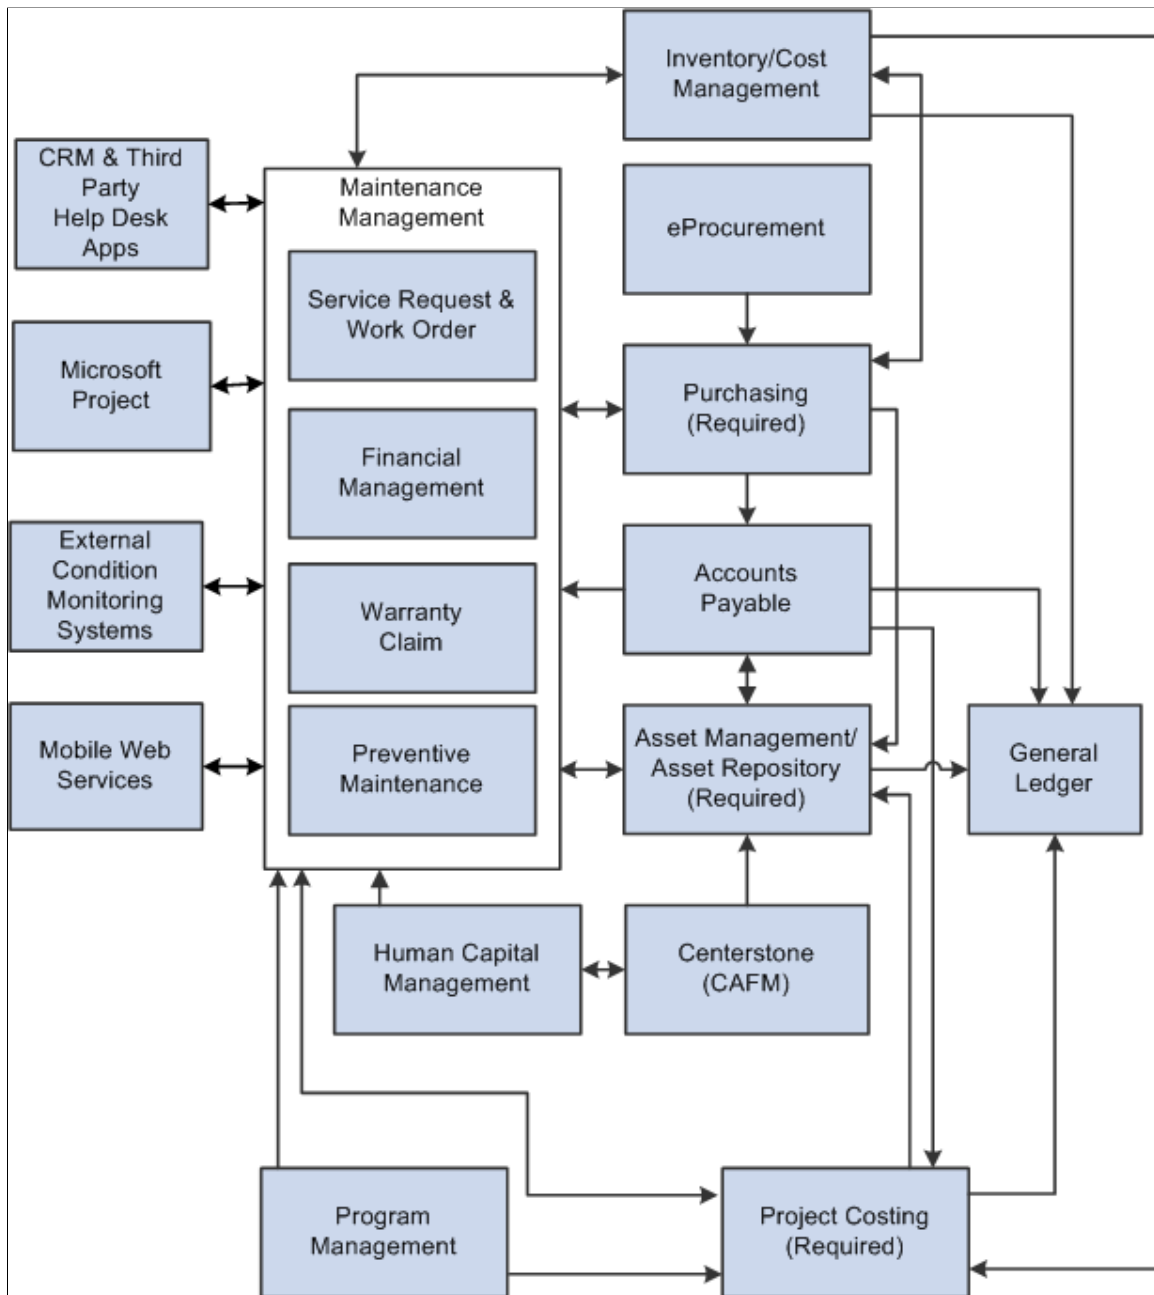 Inventory/Cost
Management
CRM & Third
Party
Help Desk
Apps
Maintenance
Management
eProcurement
Service Request &
Work Order
Microsoft
Project
Purchasing
(Required)
Financial
Management
External
Condition
Monitoring
Systems
Accounts
Payable
Warranty
Claim
Mobile Web
Services
Preventive
Maintenance
Asset Management/
Asset Repository
(Required)
General
Ledger
Human Capital
Management
Centerstone
(CAFM)
Program
Management
Project Costing
(Required)